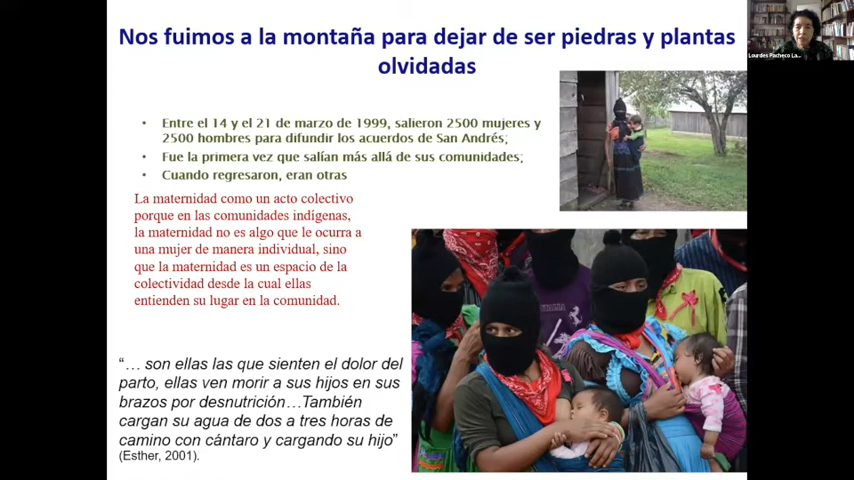 Nos fuimos a la montaña para dejar de ser piedras y plantas
olvidadas
Lourdes Pacheco La...
• Entre el 14 y el 21 de marzo de 1999, salieron 2500 mujeres y
2500 hombres para difundir los acuerdos de San Andrés;
• Fue la primera vez que salían más allá de sus comunidades;
• Cuando regresaron, eran otras
La maternidad como un acto colectivo
porque en las comunidades indígenas,
la maternidad no es algo que le ocurra a
una mujer de manera individual, sino
que la maternidad es un espacio de la
colectividad desde la cual ellas
entienden su lugar en la comunidad.
“… son ellas las que sienten el dolor del
parto, ellas ven morir a sus hijos en sus
brazos por desnutrición…También
cargan su agua de dos a tres horas de
camino con cántaro y cargando su hijo”
(Esther, 2001).